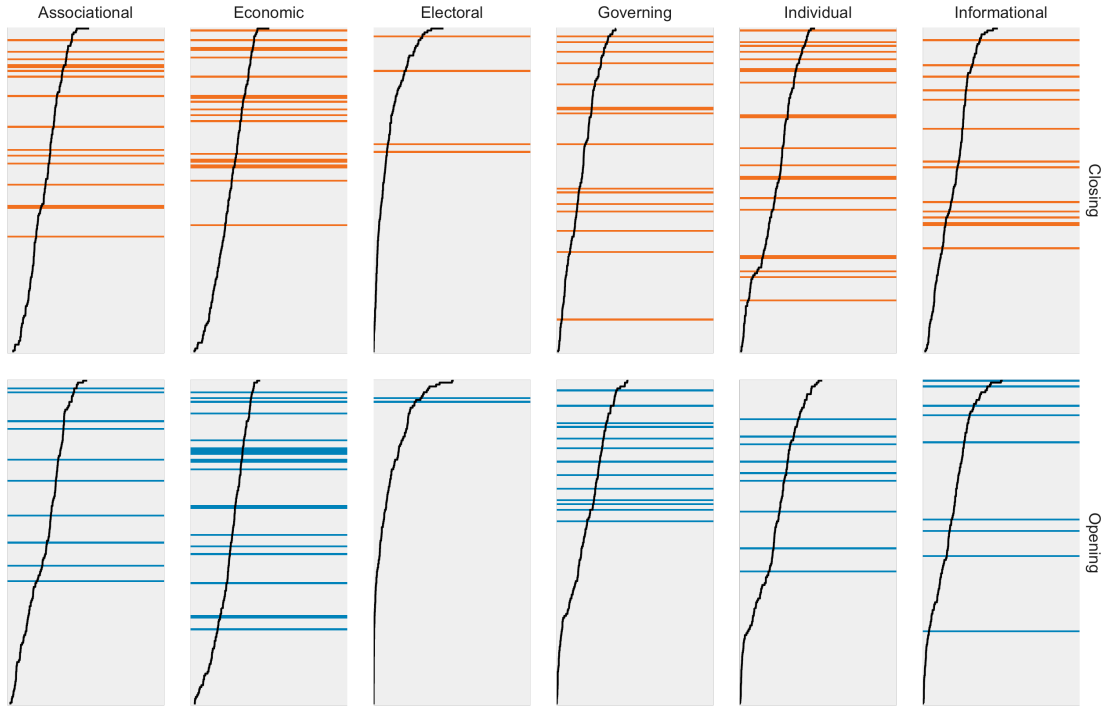 Associational Economic Electoral Governing Individual Informational
Closing
Opening